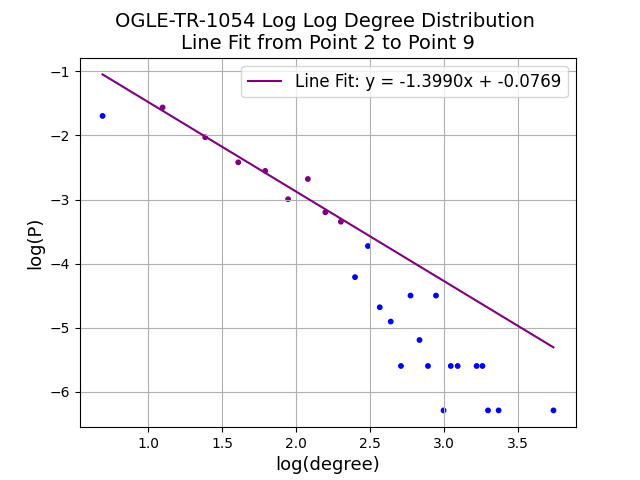 OGLE-TR-1054 Log Log Degree Distribution
Line Fit from Point 2 to Point 9
Line Fit: y = -1.3990x + -0.0769
log(P)
−1
−2
−3
−4
−5
−6
1.0 1.5 2.0 2.5 3.0 3.5
log(degree)